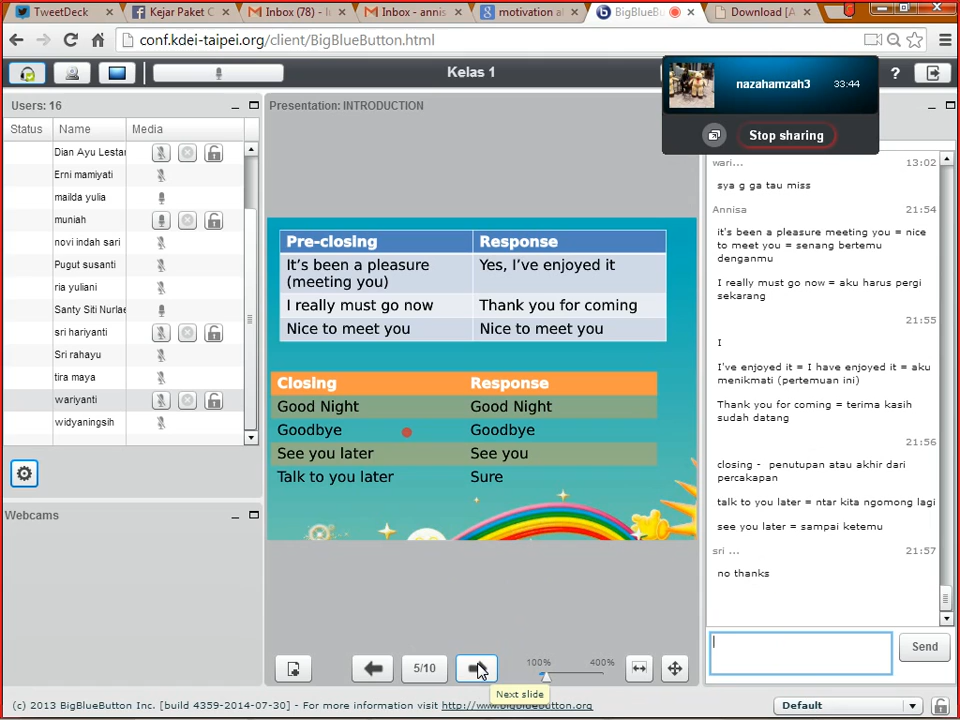 TweetDeck
Kejar Paket C
Inbox (78) -
Inbox - annis
motivation al
BigBlueBu
Download [A
conf.kdei-taipei.org/client/BigBlueButton.html
Kelas 1
?
nazahamzah3
33:44
Stop sharing
Users: 16
Status Name Media
Dian Ayu Lestar
Erni mamiyati
mailda yulia
muniah
novi indah sari
Pugut susanti
ria yuliani
Santy Siti Nurlae
sri hariyanti
Sri rahayu
tira maya
wariyanti
widyaningsih
Webcams
Presentation: INTRODUCTION
Pre-closing Response
It's been a pleasure (meeting you) Yes, I've enjoyed it
I really must go now Thank you for coming
Nice to meet you Nice to meet you
Closing Response
Good Night Good Night
Goodbye Goodbye
See you later See you
Talk to you later Sure
5/10
Next slide
100% 400%
wari... 13:02
sya g ga tau miss
Annisa 21:54
it's been a pleasure meeting you = nice
to meet you = senang bertemu
denganmu
I really must go now = aku harus pergi
sekarang
21:55
I
I've enjoyed it = I have enjoyed it = aku
menikmati (pertemuan ini)
Thank you for coming = terima kasih
sudah datang
21:56
closing - penutupan atau akhir dari
percakapan
talk to you later = ntar kita ngomong lagi
see you later = sampai ketemu
sri ... 21:57
no thanks
Send
(c) 2013 BigBlueButton Inc. [build 4359-2014-07-30] - For more information visit http://www.bigbluebutton.org
Default